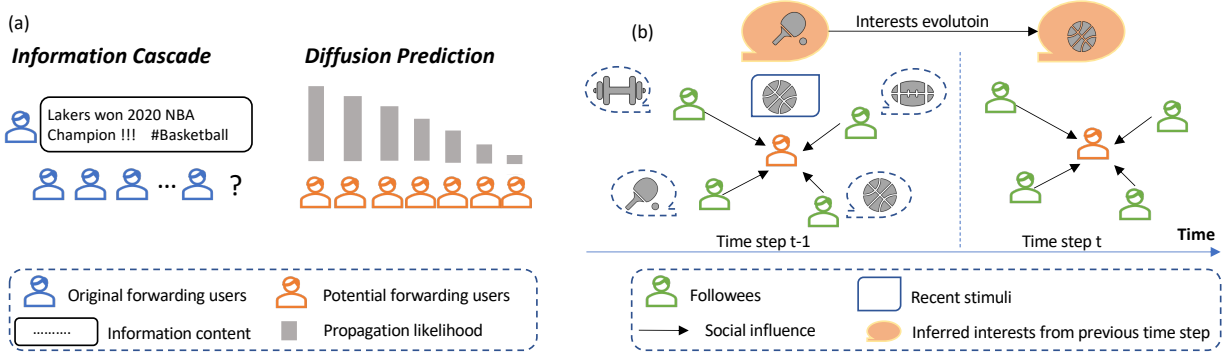 (a)
Information Cascade
Diffusion Prediction
Lakers won 2020 NBA
Champion !!! #Basketball
... ?
Original forwarding users
Potential forwarding users
.......... Information content
Propagation likelihood
(b)
Interests evolutoin
Time step t-1
Time step t
Time
Followees
Recent stimuli
Social influence
Inferred interests from previous time step